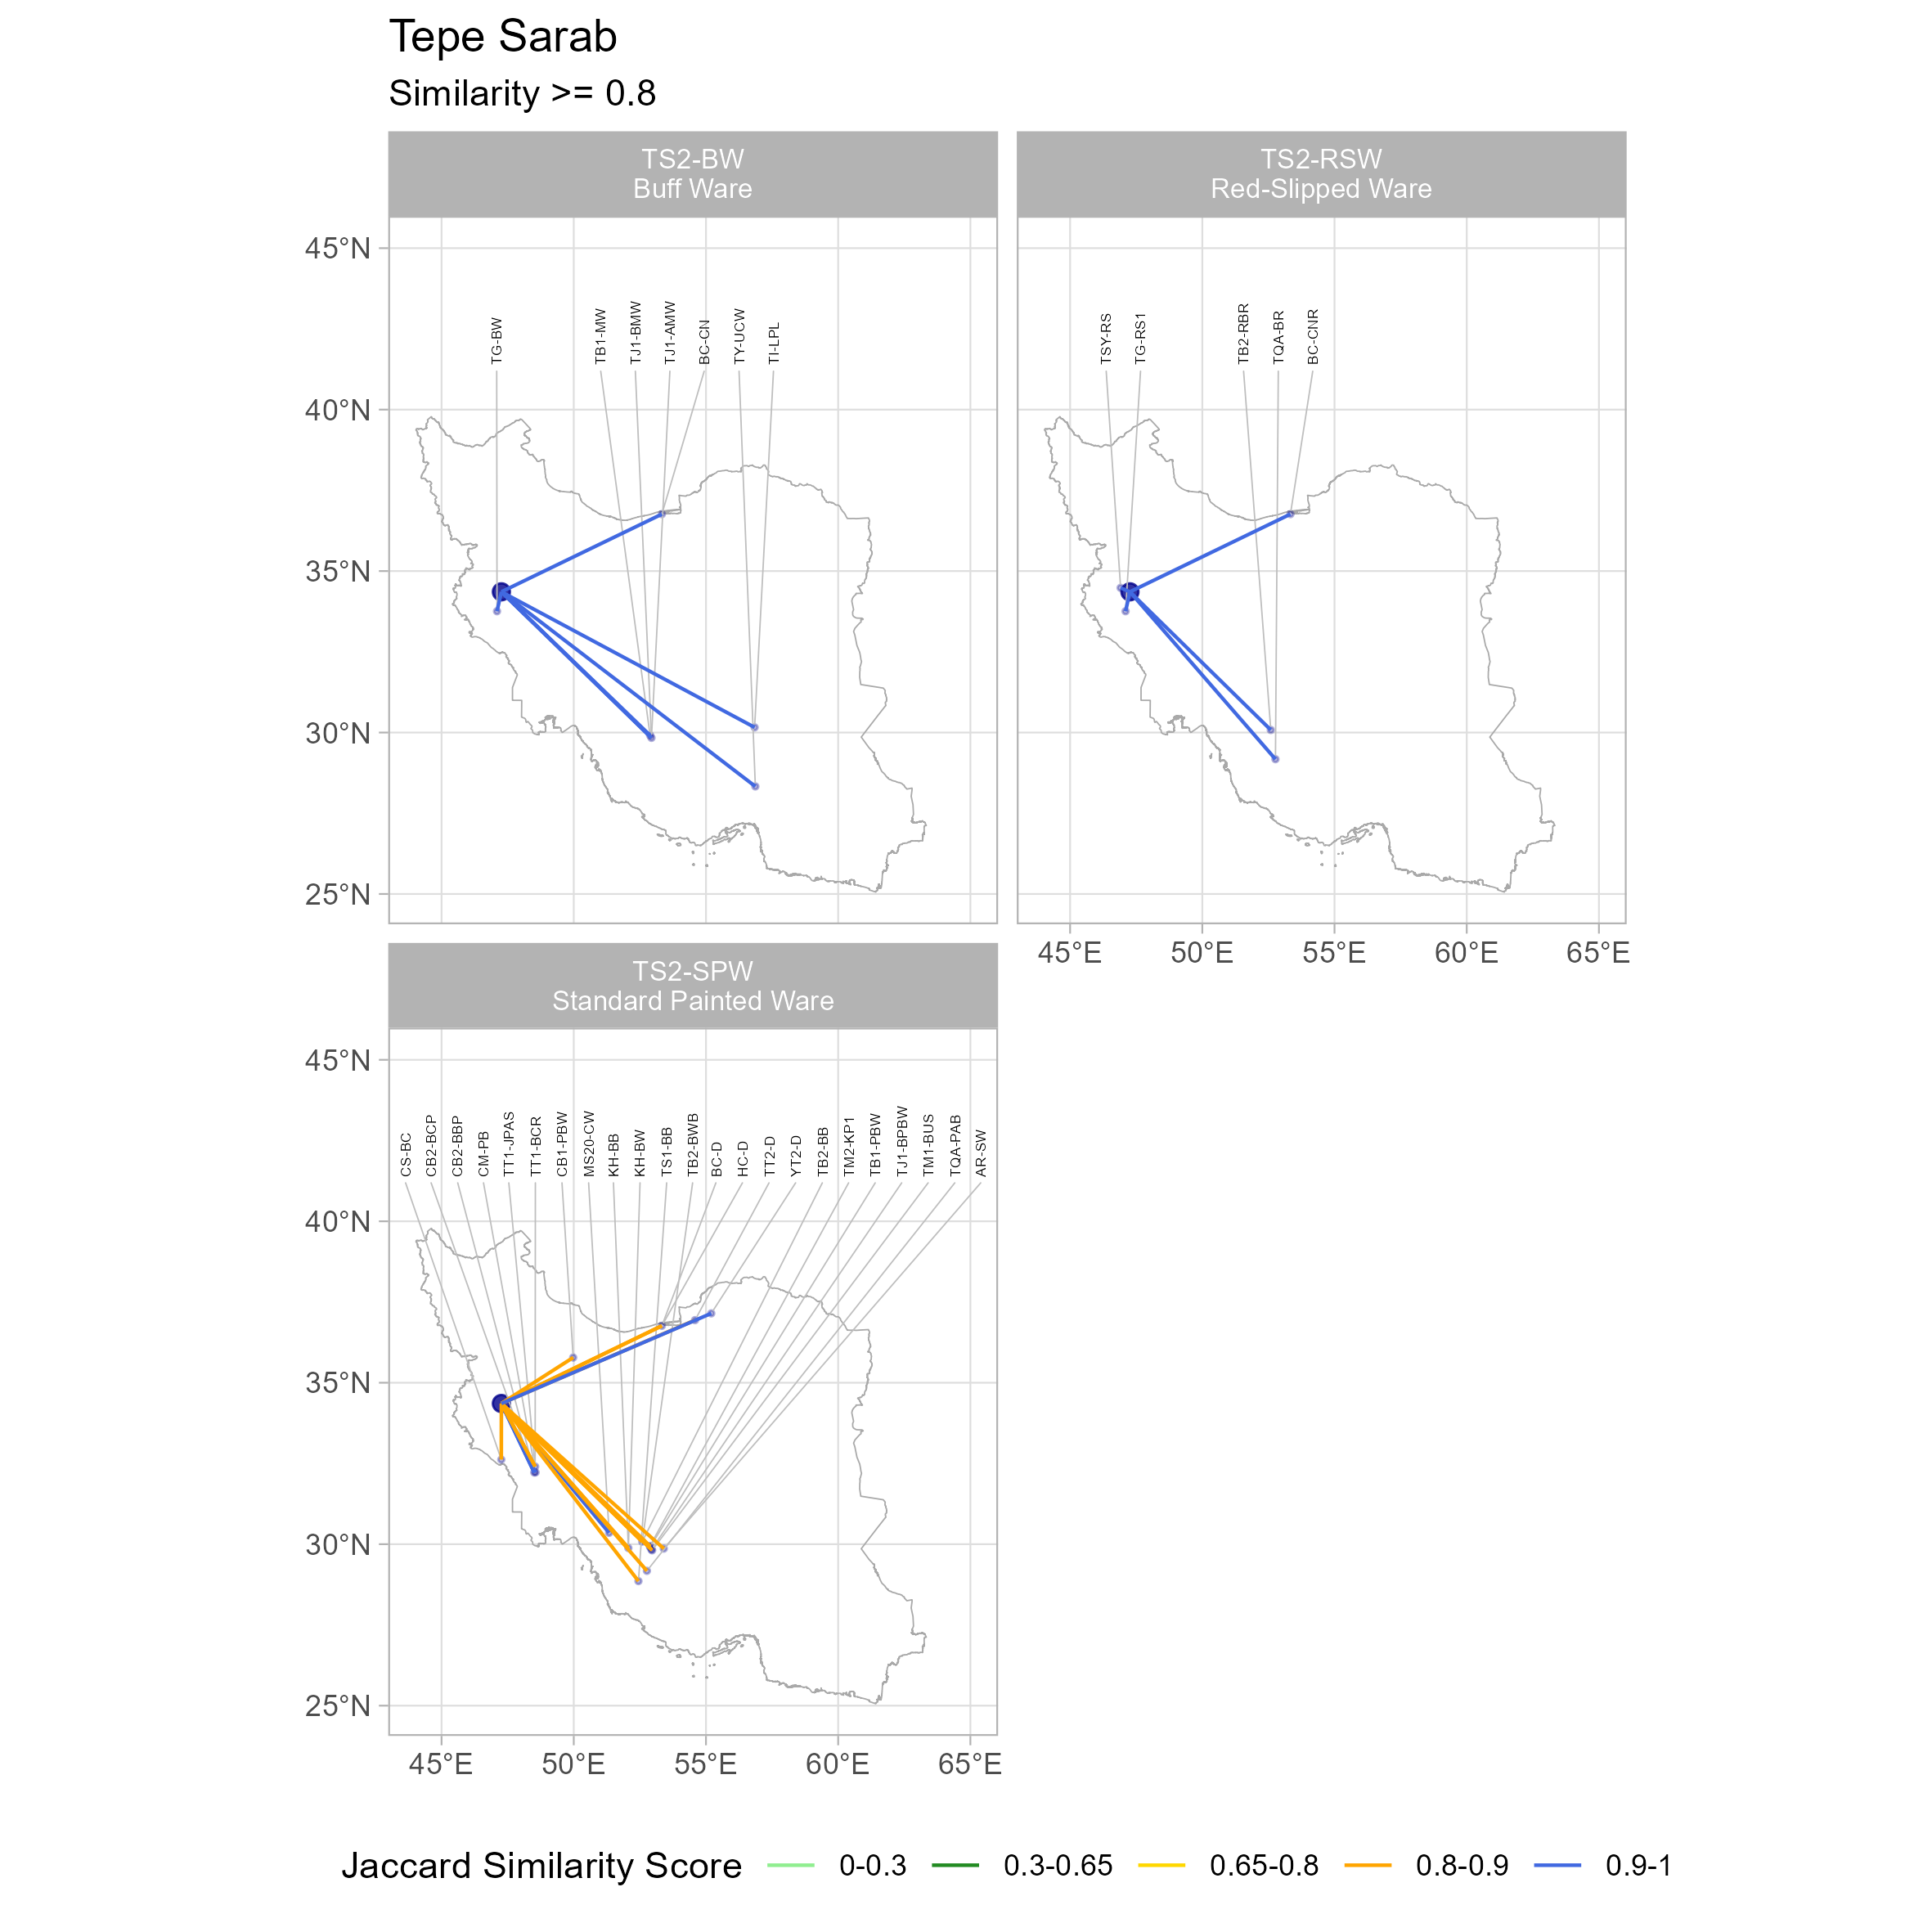 Tepe Sarab
Similarity >= 0.8
TS2-BW
Buff Ware
TS2-RSW
Red-Slipped Ware
45°N
40°N
35°N
30°N
25°N
TG-BW
TB1-MW
TJ1-BMW
TJ1-AMW
BC-CN
TY-UCW
TI-LPL
TSY-RS
TG-RS1
TB2-RBR
TQA-BR
BC-CNR
45°E
50°E
55°E
60°E
65°E
TS2-SPW
Standard Painted Ware
45°N
40°N
35°N
30°N
25°N
CS-BC
CB2-BCP
CB2-BBP
CM-PB
TT1-JPAS
TT1-BCR
CB1-PBW
MS20-CW
KH-BB
KH-BW
TS1-BB
TB2-BWB
BC-D
HC-D
TT2-D
YT2-D
TB2-BB
TM2-KP1
TB1-PBW
TJ1-BPBW
TM1-BUS
TQA-PAB
AR-SW
45°E
50°E
55°E
60°E
65°E
Jaccard Similarity Score 0-0.3 0.3-0.65 0.65-0.8 0.8-0.9 0.9-1